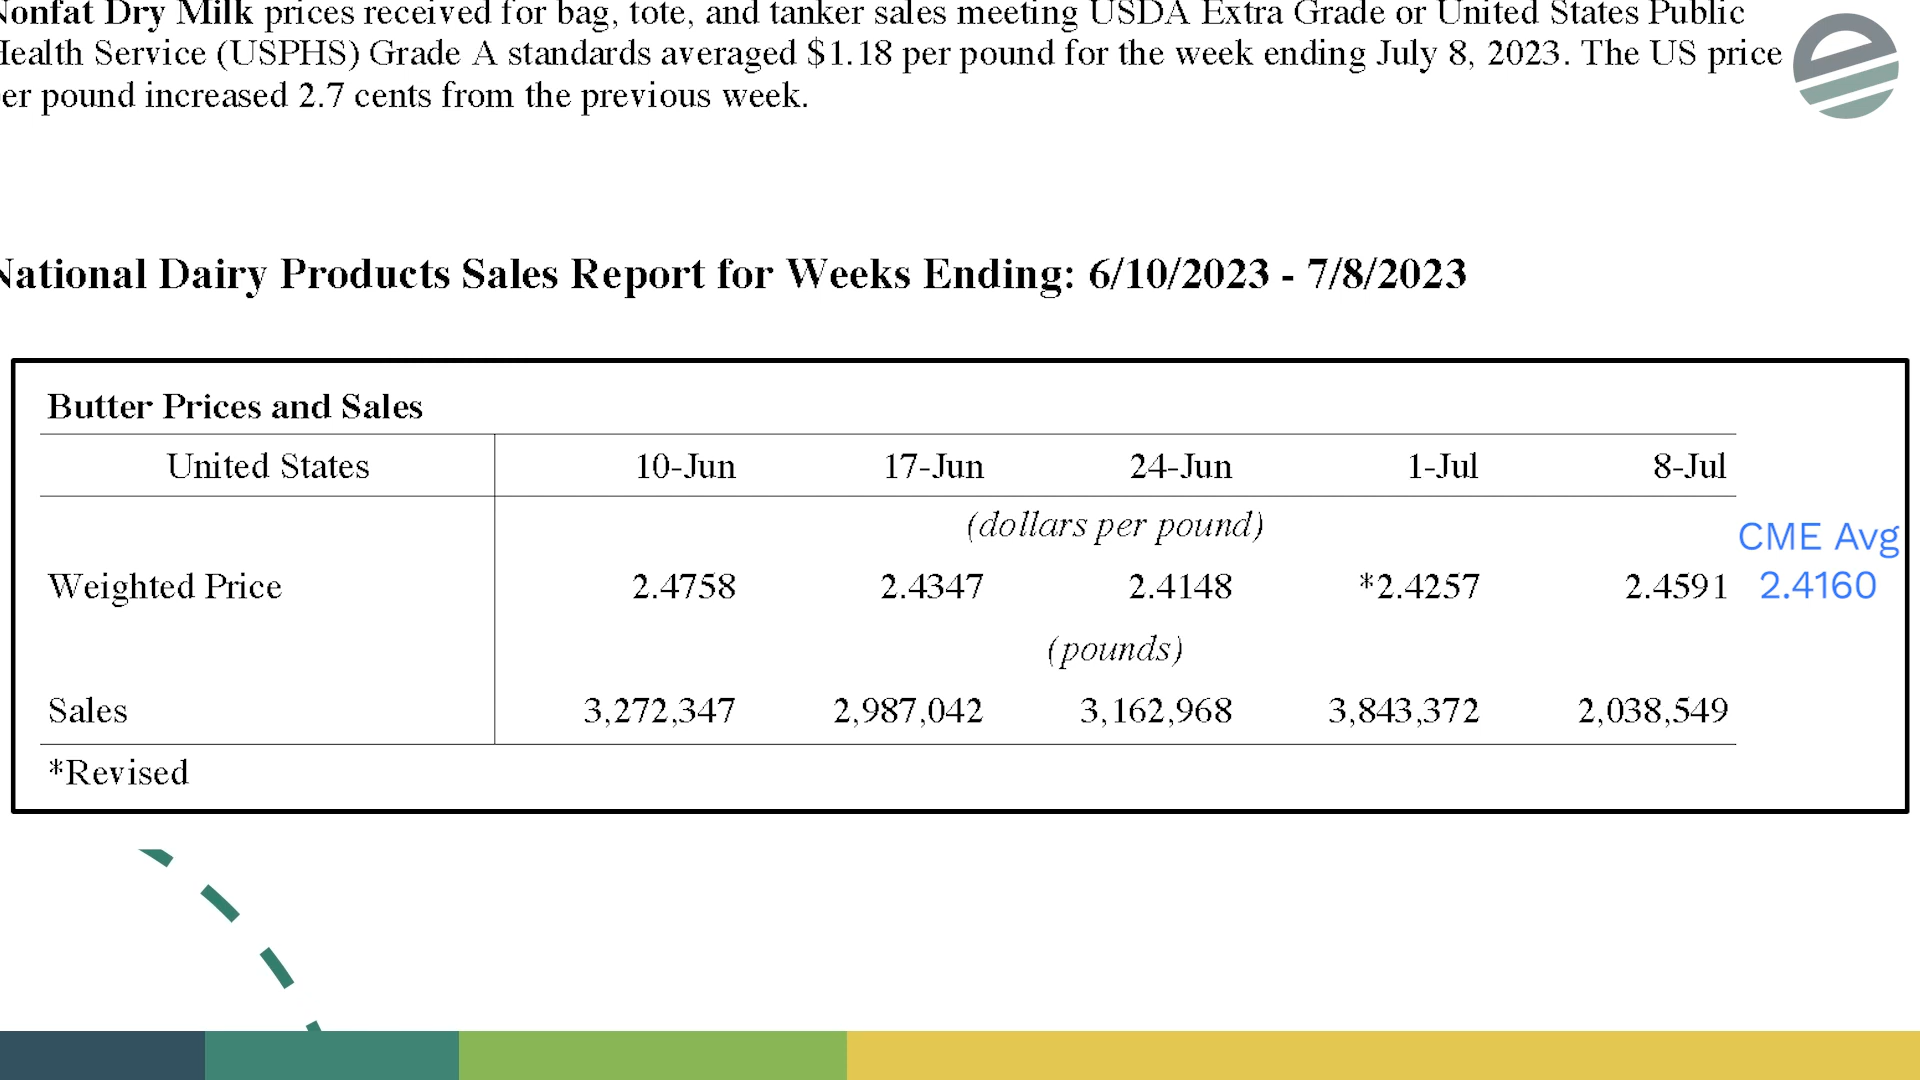 onfat Dry Milk prices received for bag, tote, and tanker sales meeting USDA Extra Grade or United States Public
ealth Service (USPHS) Grade A standards averaged $1.18 per pound for the week ending July 8, 2023. The US price
er pound increased 2.7 cents from the previous week.
National Dairy Products Sales Report for Weeks Ending: 6/10/2023 - 7/8/2023
Butter Prices and Sales
United States 10-Jun 17-Jun 24-Jun 1-Jul 8-Jul
(dollars per pound)
CME Avg
Weighted Price 2.4758 2.4347 2.4148 *2.4257 2.4591 2.4160
(pounds)
Sales 3,272,347 2,987,042 3,162,968 3,843,372 2,038,549
*Revised